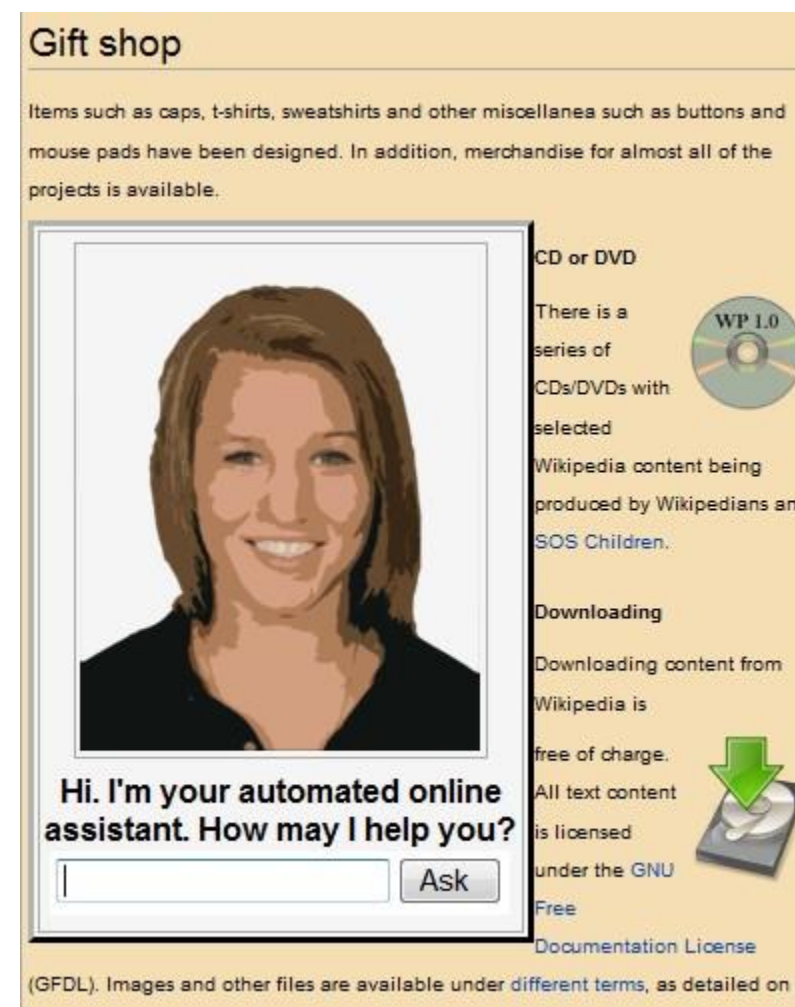 Gift shop
Items such as caps, t-shirts, sweatshirts and other miscellanea such as buttons and
mouse pads have been designed. In addition, merchandise for almost all of the
projects is available.
Hi. I'm your automated online
assistant. How may I help you?
Ask
CD or DVD
There is a
series of
CDs/DVDs with
selected
Wikipedia content being
produced by Wikipedians an
SOS Children.
WP 1.0
Downloading
Downloading content from
Wikipedia is
free of charge.
All text content
is licensed
under the GNU
Free
Documentation License
(GFDL). Images and other files are available under different terms, as detailed on